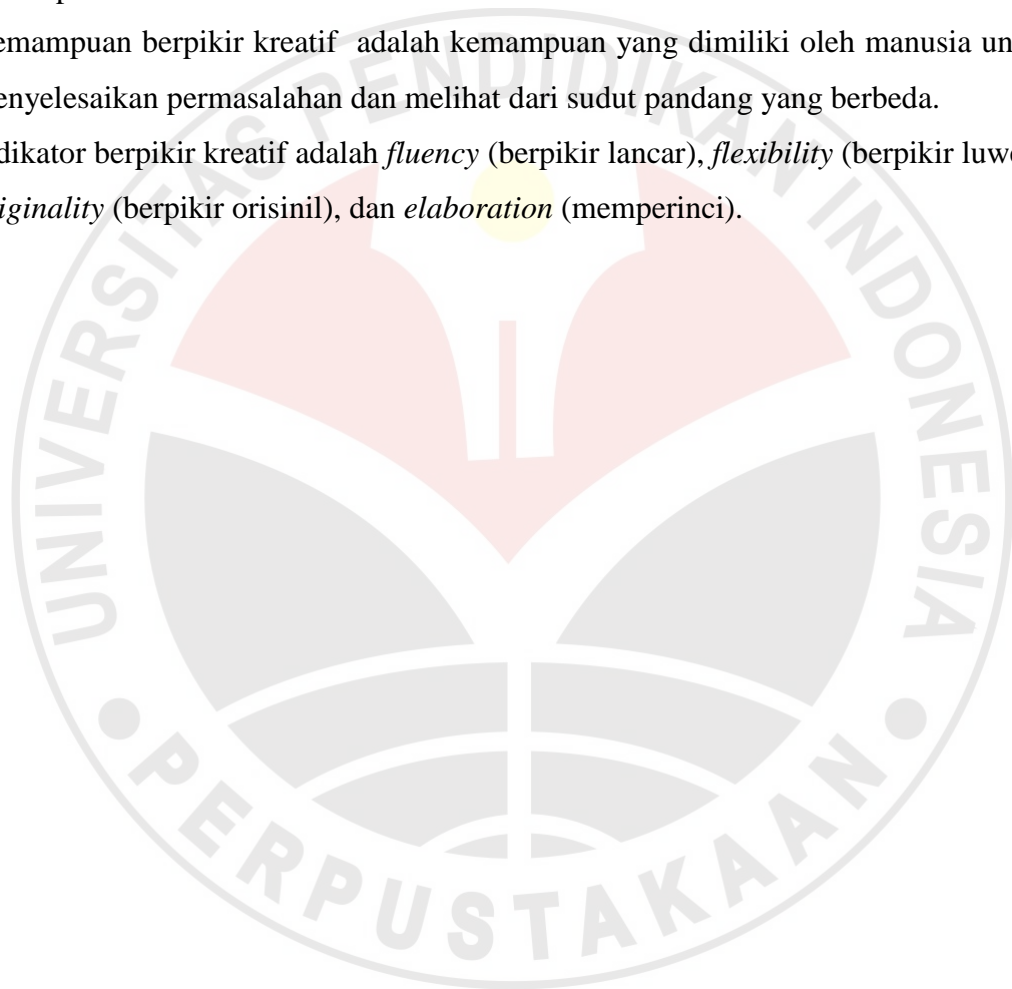 emampuan berpikir kreatif adalah kemampuan yang dimiliki oleh manusia un
enyelesaikan permasalahan dan melihat dari sudut pandang yang berbeda.
dikator berpikir kreatif adalah fluency (berpikir lancar), flexibility (berpikir luw
iginality (berpikir orisinil), dan elaboration (memperinci).
UNIVERSITAS PENDIDIKAN INDONESIA
PERPUSTAKAAN